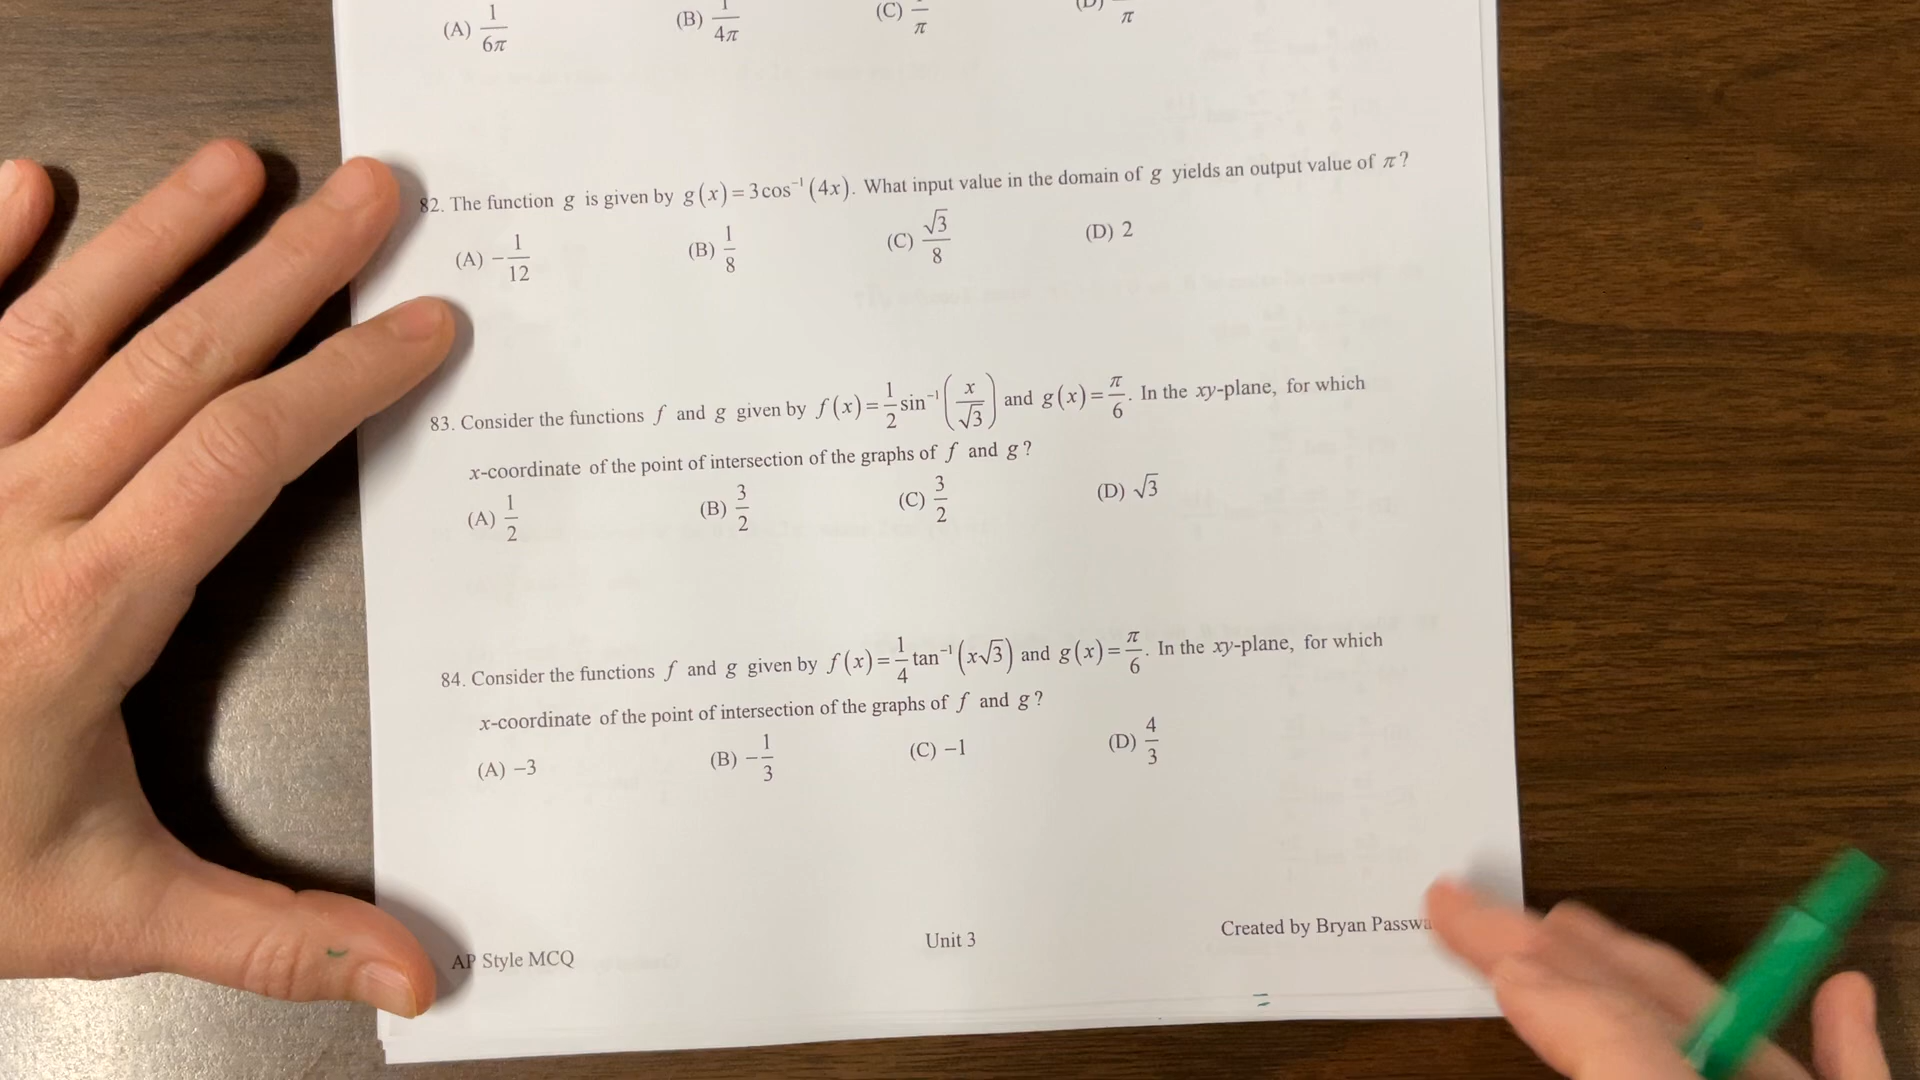 (A) 1/6π (B) 1/4π (C) /π (D) /π
82. The function g is given by g(x) = 3cos⁻¹(4x). What input value in the domain of g yields an output value of π?
(A) −1/12 (B) 1/8 (C) √3/8 (D) 2
83. Consider the functions f and g given by f(x) = 1/2 sin⁻¹(x/√3) and g(x) = π/6. In the xy-plane, for which
x-coordinate of the point of intersection of the graphs of f and g?
(A) 1/2 (B) 3/2 (C) 3/2 (D) √3
84. Consider the functions f and g given by f(x) = 1/4 tan⁻¹(x√3) and g(x) = π/6. In the xy-plane, for which
x-coordinate of the point of intersection of the graphs of f and g?
(A) −3 (B) −1/3 (C) −1 (D) 4/3
AP Style MCQ Unit 3 Created by Bryan Passwa